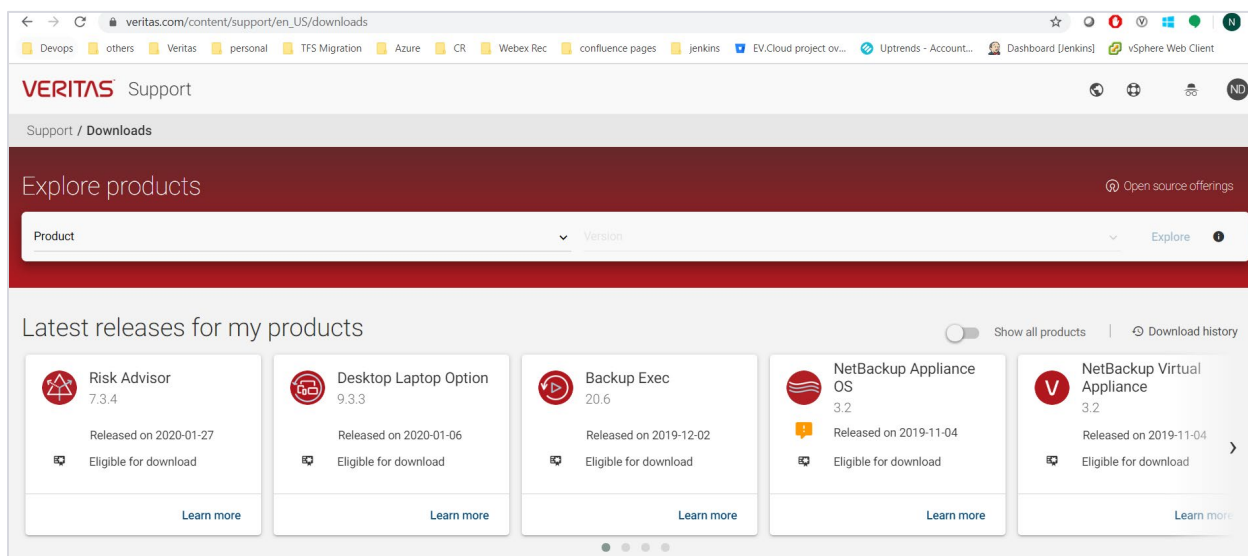 veritas.com/content/support/en_US/downloads
N
Devops others Veritas personal TFS Migration Azure CR Webex Rec confluence pages jenkins EV.Cloud project ov... Uptrends - Account... Dashboard [Jenkins] vSphere Web Client
VERITAS Support
ND
Support / Downloads
Explore products
Open source offerings
Product
Version
Explore
Latest releases for my products
Show all products
Download history
Risk Advisor
7.3.4
Released on 2020-01-27
Eligible for download
Learn more
Desktop Laptop Option
9.3.3
Released on 2020-01-06
Eligible for download
Learn more
Backup Exec
20.6
Released on 2019-12-02
Eligible for download
Learn more
NetBackup Appliance
OS
3.2
Released on 2019-11-04
Eligible for download
Learn more
V
NetBackup Virtual
Appliance
3.2
Released on 2019-11-04
Eligible for download
Learn more